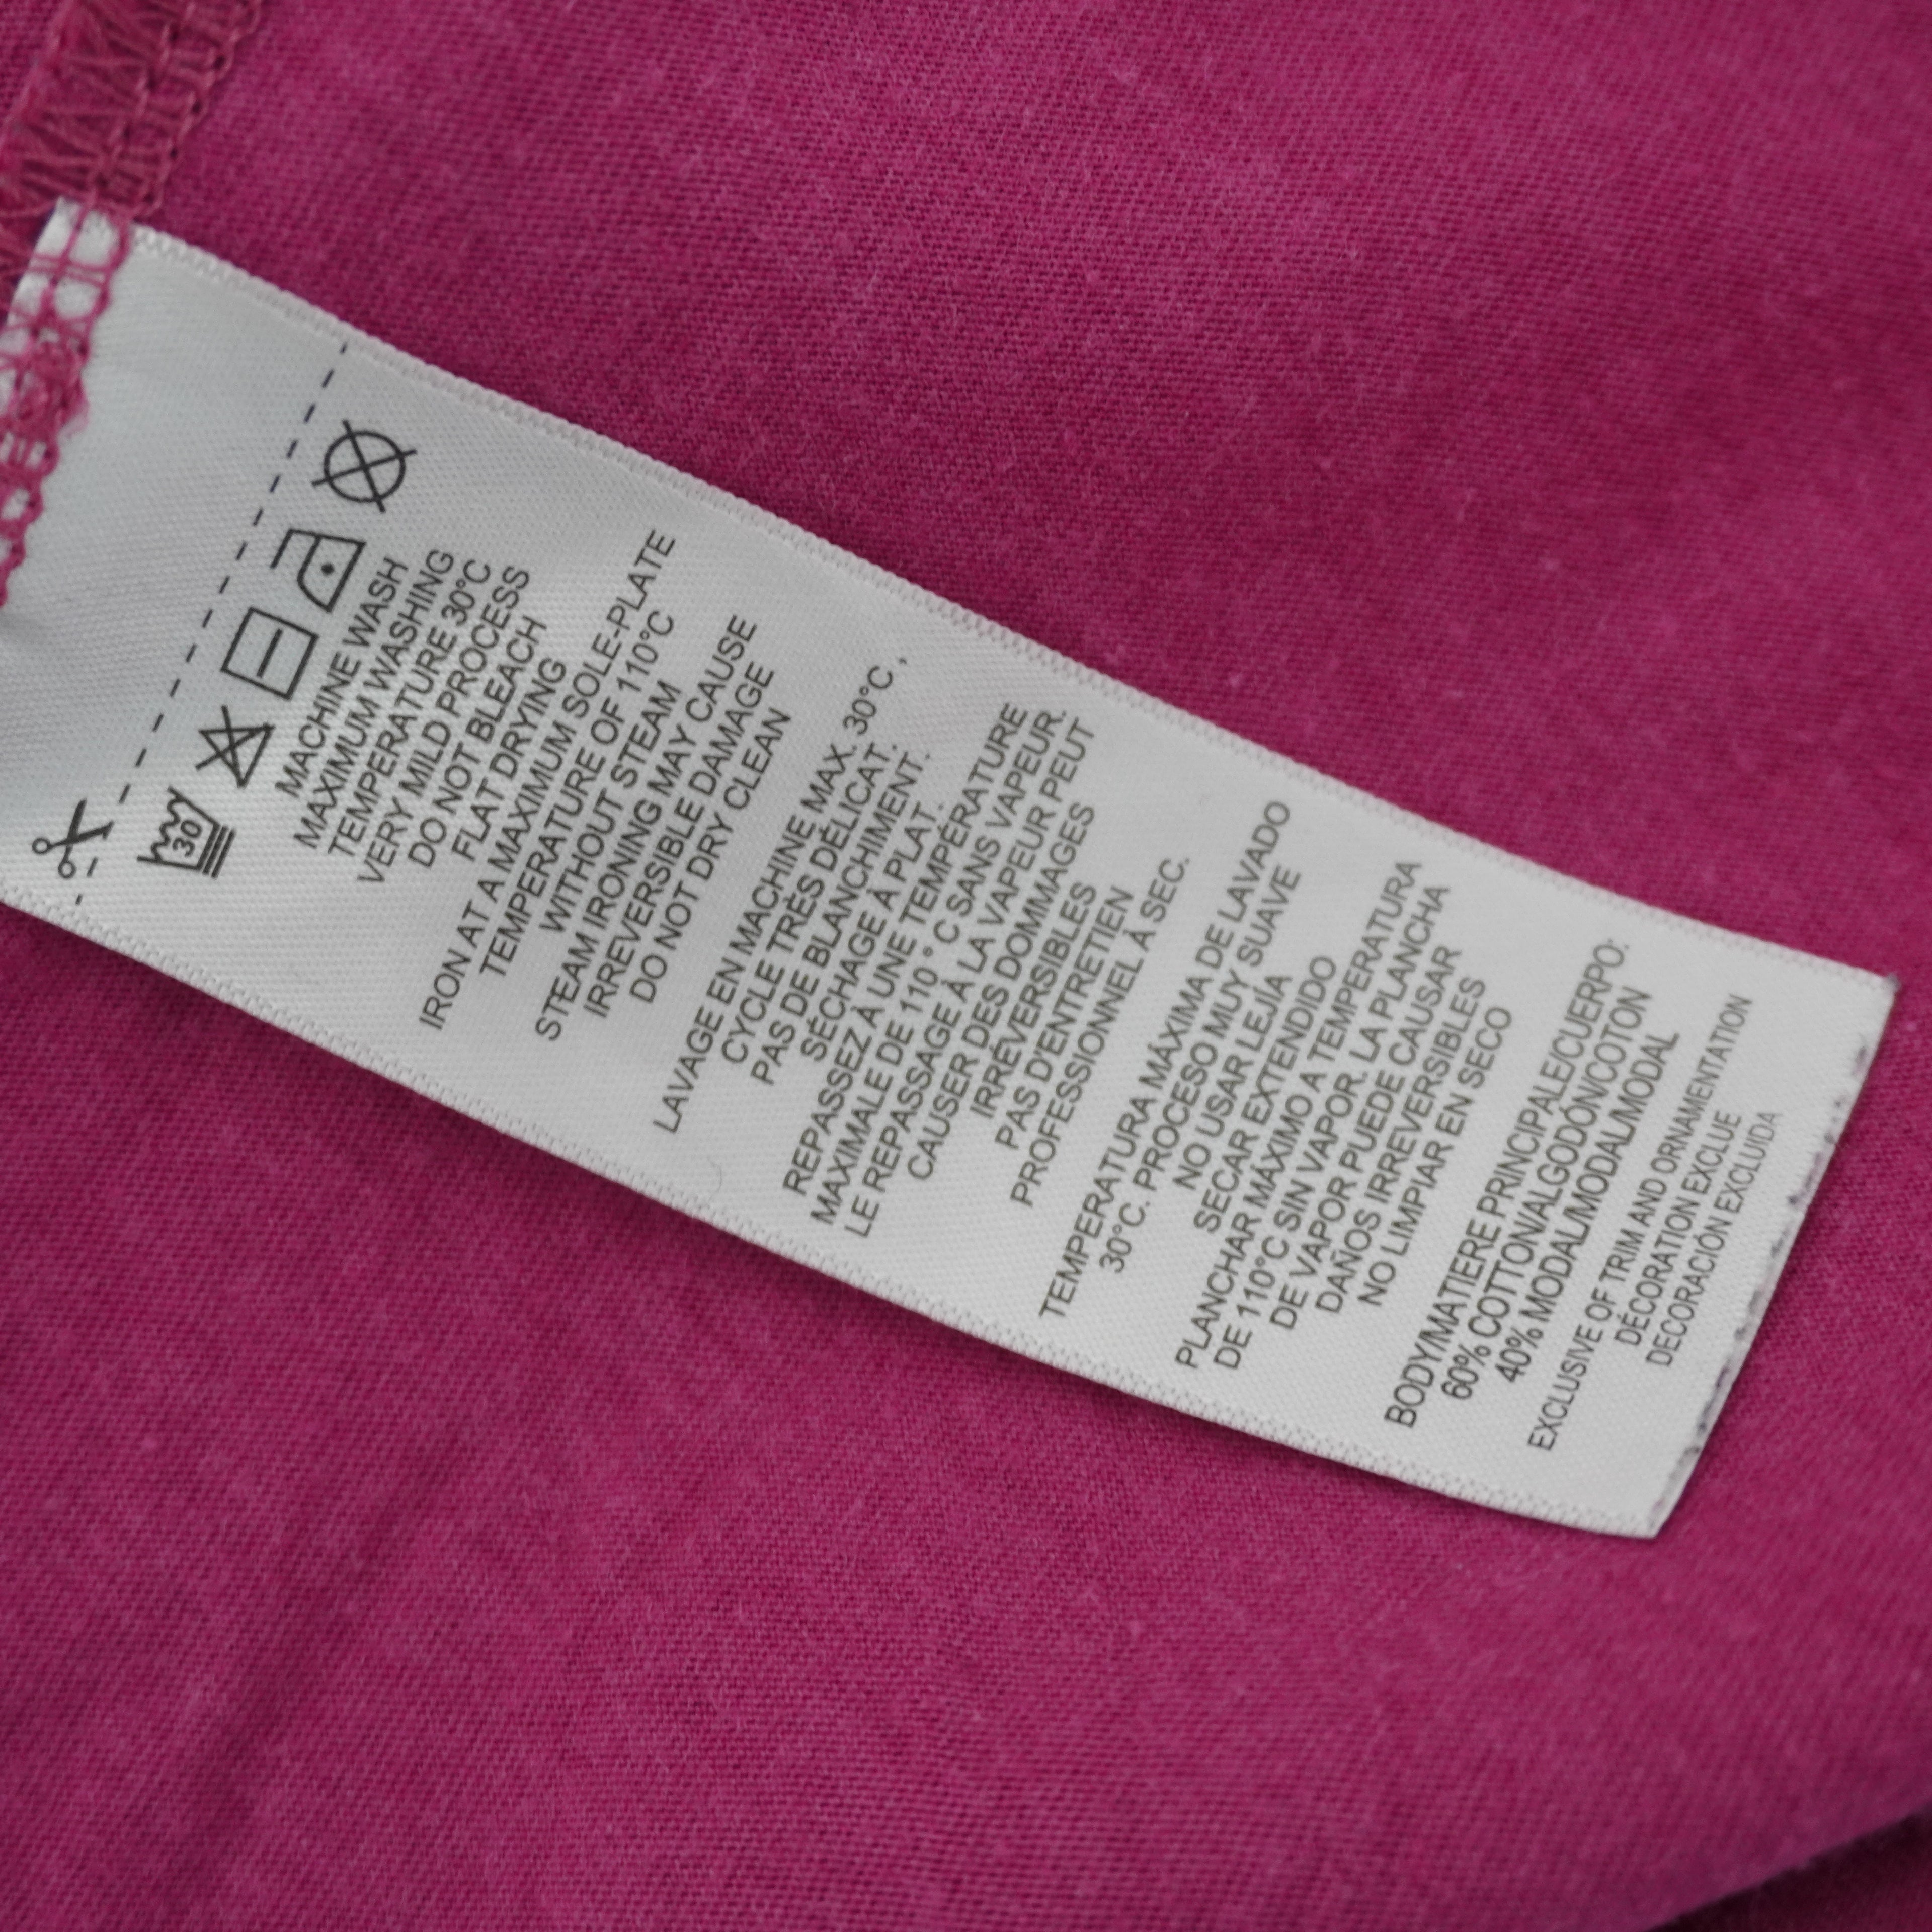 30
MACHINE WASH
MAXIMUM WASHING
TEMPERATURE 30°C
VERY MILD PROCESS
DO NOT BLEACH
FLAT DRYING
IRON AT A MAXIMUM SOLE-PLATE
TEMPERATURE OF 110°C
WITHOUT STEAM
STEAM IRONING MAY CAUSE
IRREVERSIBLE DAMAGE
DO NOT DRY CLEAN
LAVAGE EN MACHINE MAX. 30°C ,
CYCLE TRÈS DÉLICAT.
PAS DE BLANCHIMENT.
SÉCHAGE À PLAT.
REPASSEZ À UNE TEMPÉRATURE
MAXIMALE DE 110 ° C SANS VAPEUR.
LE REPASSAGE À LA VAPEUR PEUT
CAUSER DES DOMMAGES
IRRÉVERSIBLES
PAS D'ENTRETIEN
PROFESSIONNEL À SEC.
TEMPERATURA MÁXIMA DE LAVADO
30°C. PROCESO MUY SUAVE
NO USAR LEJÍA
SECAR EXTENDIDO
PLANCHAR MÁXIMO A TEMPERATURA
DE 110°C SIN VAPOR. LA PLANCHA
DE VAPOR PUEDE CAUSAR
DAÑOS IRREVERSIBLES
NO LIMPIAR EN SECO
BODY/MATIERE PRINCIPALE/CUERPO:
60% COTTON/ALGODÓN/COTON
40% MODAL/MODAL/MODAL
EXCLUSIVE OF TRIM AND ORNAMENTATION
DÉCORATION EXCLUE
DECORACIÓN EXCLUIDA